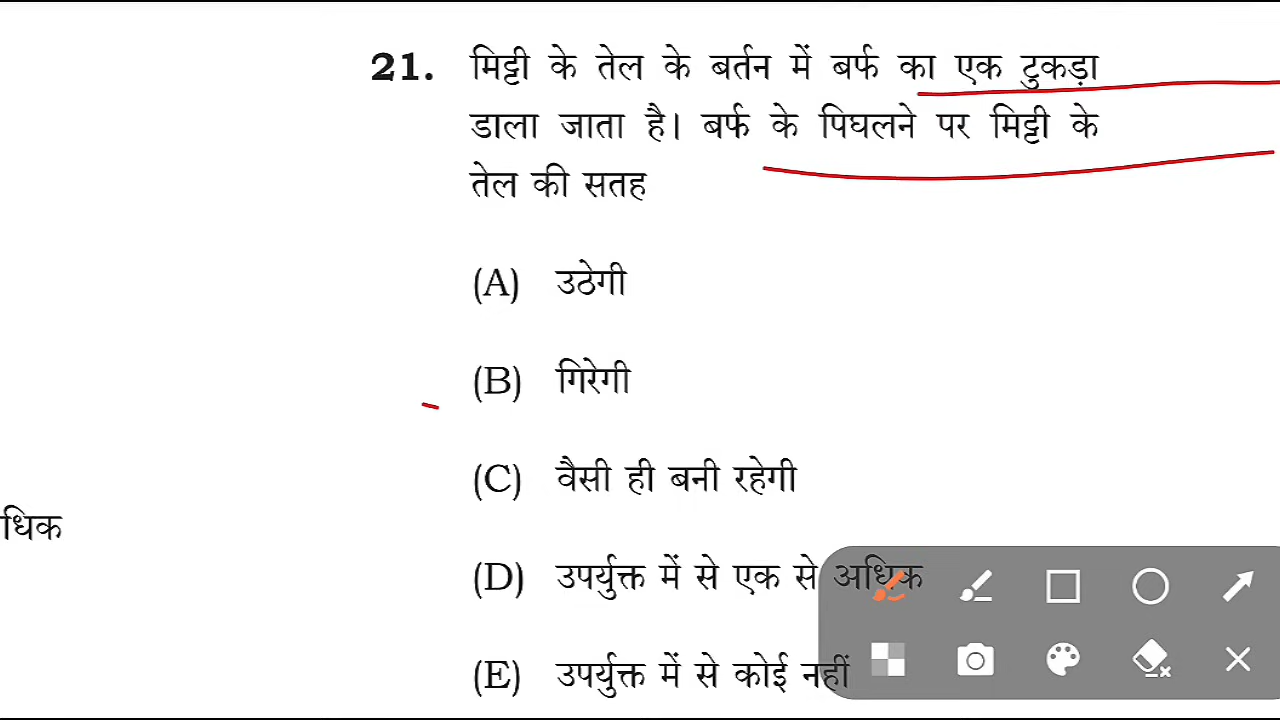 21. मिट्टी के तेल के बर्तन में बर्फ का एक टुकड़ा
डाला जाता है। बर्फ के पिघलने पर मिट्टी के
तेल की सतह
(A) उठेगी
(B) गिरेगी
(C) वैसी ही बनी रहेगी
धिक
(D) उपर्युक्त में से एक से अधिक
(E) उपर्युक्त में से कोई नहीं